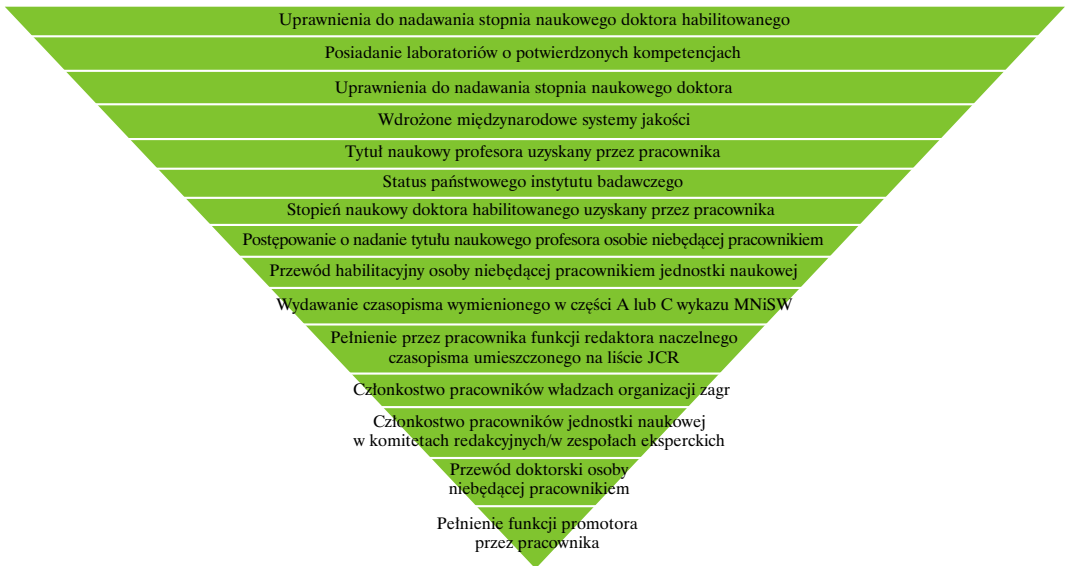 Uprawnienia do nadawania stopnia naukowego doktora habilitowanego
Posiadanie laboratoriów o potwierdzonych kompetencjach
Uprawnienia do nadawania stopnia naukowego doktora
Wdrożone międzynarodowe systemy jakości
Tytuł naukowy profesora uzyskany przez pracownika
Status państwowego instytutu badawczego
Stopień naukowy doktora habilitowanego uzyskany przez pracownika
Postępowanie o nadanie tytułu naukowego profesora osobie niebędącej pracownikiem
Przewód habilitacyjny osoby niebędącej pracownikiem jednostki naukowej
Wydawanie czasopisma wymienionego w części A lub C wykazu MNiSW
Pełnienie przez pracownika funkcji redaktora naczelnego
czasopisma umieszczonego na liście JCR
Członkostwo pracowników władzach organizacji zagr
Członkostwo pracowników jednostki naukowej
w komitetach redakcyjnych/w zespołach eksperckich
Przewód doktorski osoby
niebędącej pracownikiem
Pełnienie funkcji promotora
przez pracownika